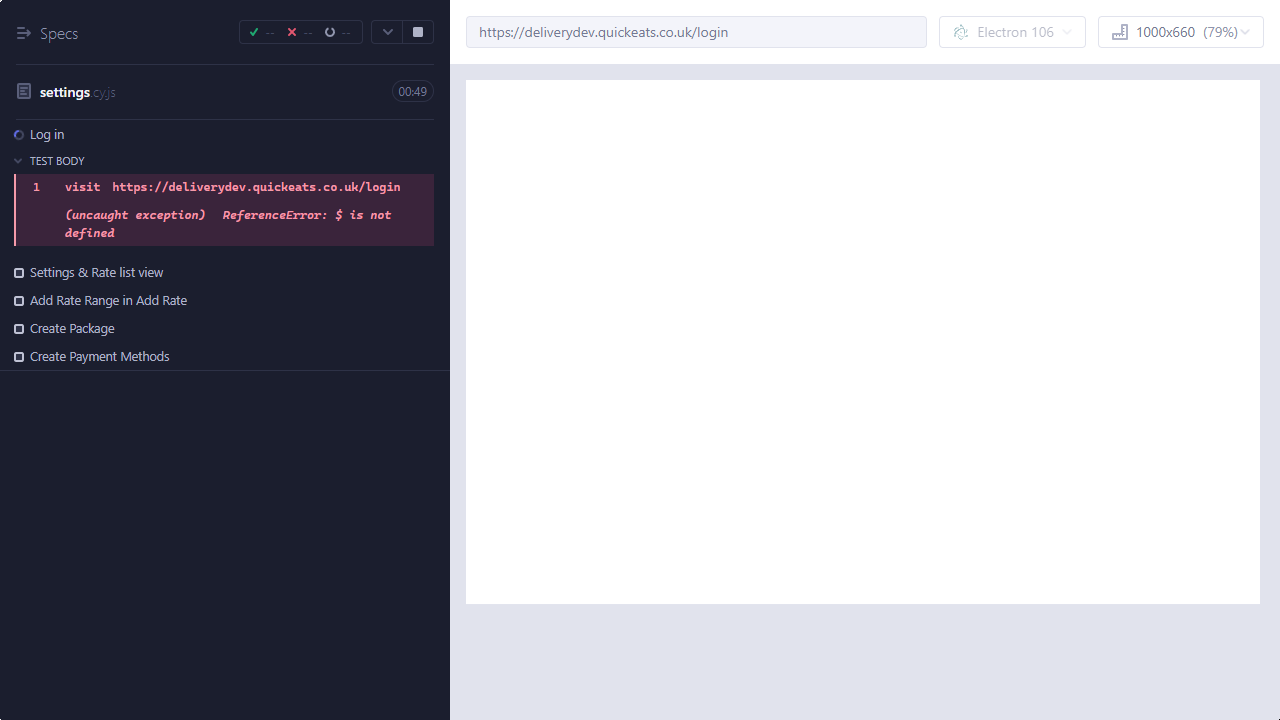 Specs
-- -- --
settings.cy.js
00:49
Log in
TEST BODY
1 visit https://deliverydev.quickeats.co.uk/login
(uncaught exception) ReferenceError: $ is not
defined
Settings & Rate list view
Add Rate Range in Add Rate
Create Package
Create Payment Methods
https://deliverydev.quickeats.co.uk/login
Electron 106
1000x660 (79%)